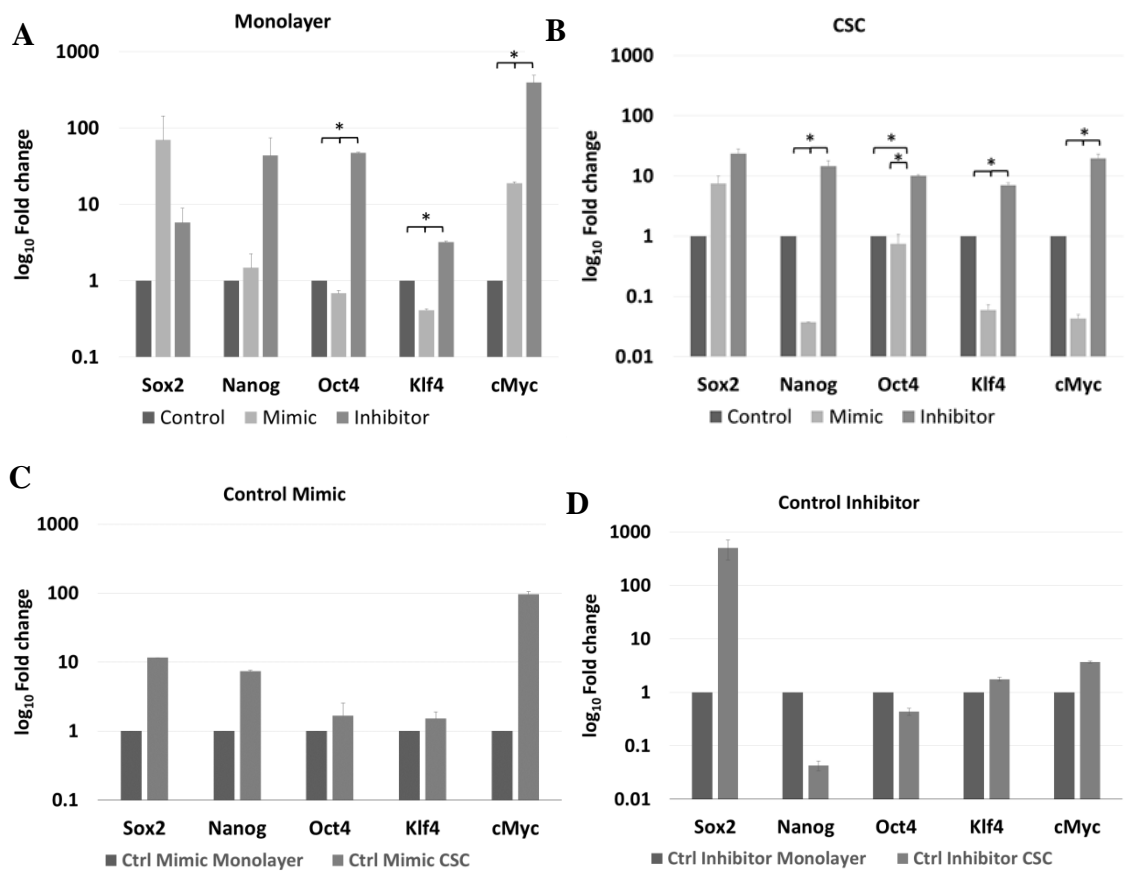 A
Monolayer
log10 Fold change
1000
100
10
1
0.1
*
*
*
Sox2 Nanog Oct4 Klf4 cMyc
Control Mimic Inhibitor
B
CSC
log10 Fold change
1000
100
10
1
0.1
0.01
*
*
*
*
*
Sox2 Nanog Oct4 Klf4 cMyc
Control Mimic Inhibitor
C
Control Mimic
log10 Fold change
1000
100
10
1
0.1
Sox2 Nanog Oct4 Klf4 cMyc
Ctrl Mimic Monolayer Ctrl Mimic CSC
D
Control Inhibitor
log10 Fold change
1000
100
10
1
0.1
0.01
Sox2 Nanog Oct4 Klf4 cMyc
Ctrl Inhibitor Monolayer Ctrl Inhibitor CSC